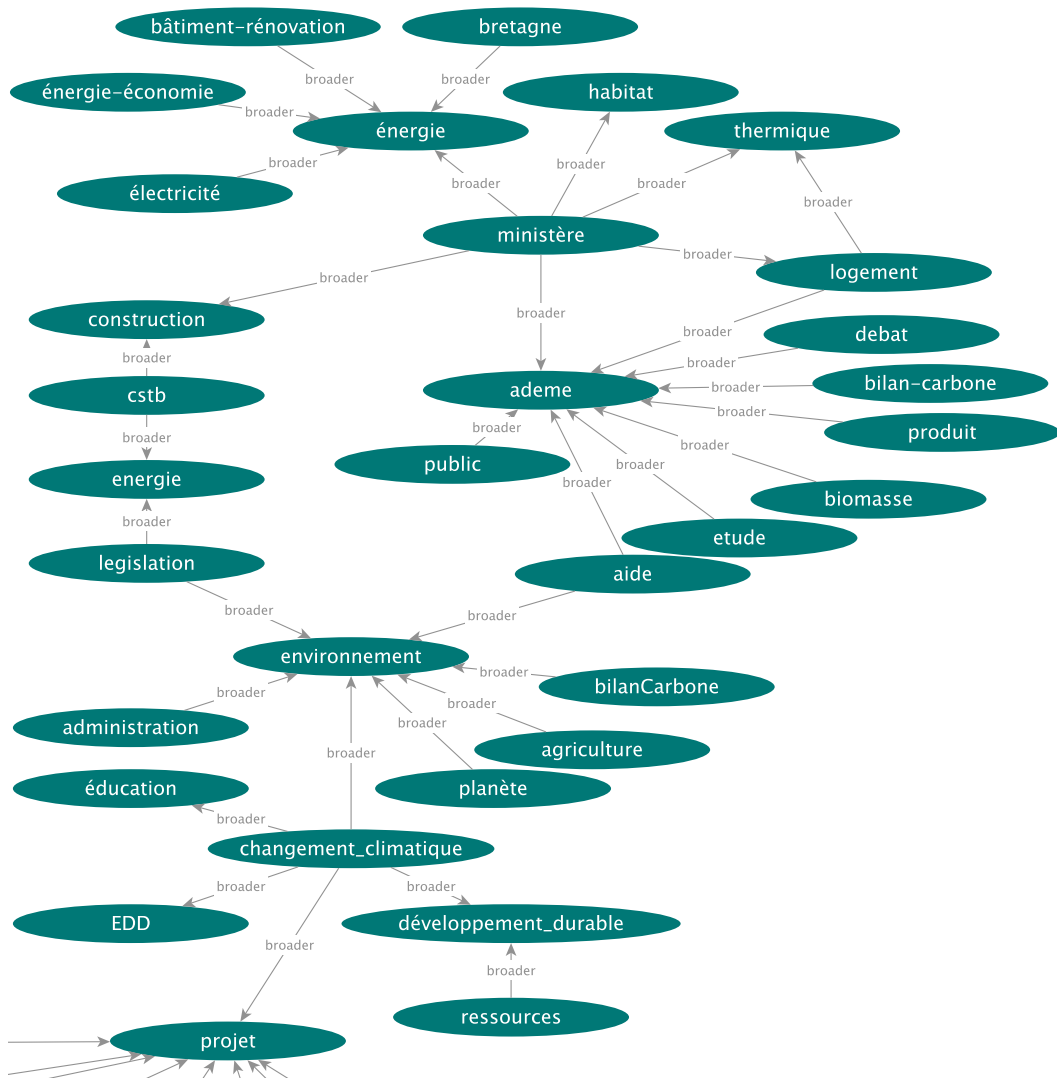 bâtiment-rénovation
bretagne
broader
broader
énergie-économie
habitat
broader
énergie
thermique
broader
broader
électricité
broader
broader
broader
ministère
broader
broader
logement
broader
construction
broader
broader
debat
broader
broader
cstb
ademe
broader
bilan-carbone
broader
produit
broader
broader
public
broader
broader
energie
broader
biomasse
broader
etude
legislation
aide
broader
broader
environnement
broader
bilanCarbone
broader
broader
administration
broader
agriculture
broader
éducation
planète
broader
changement_climatique
broader
broader
EDD
développement_durable
broader
broader
ressources
projet